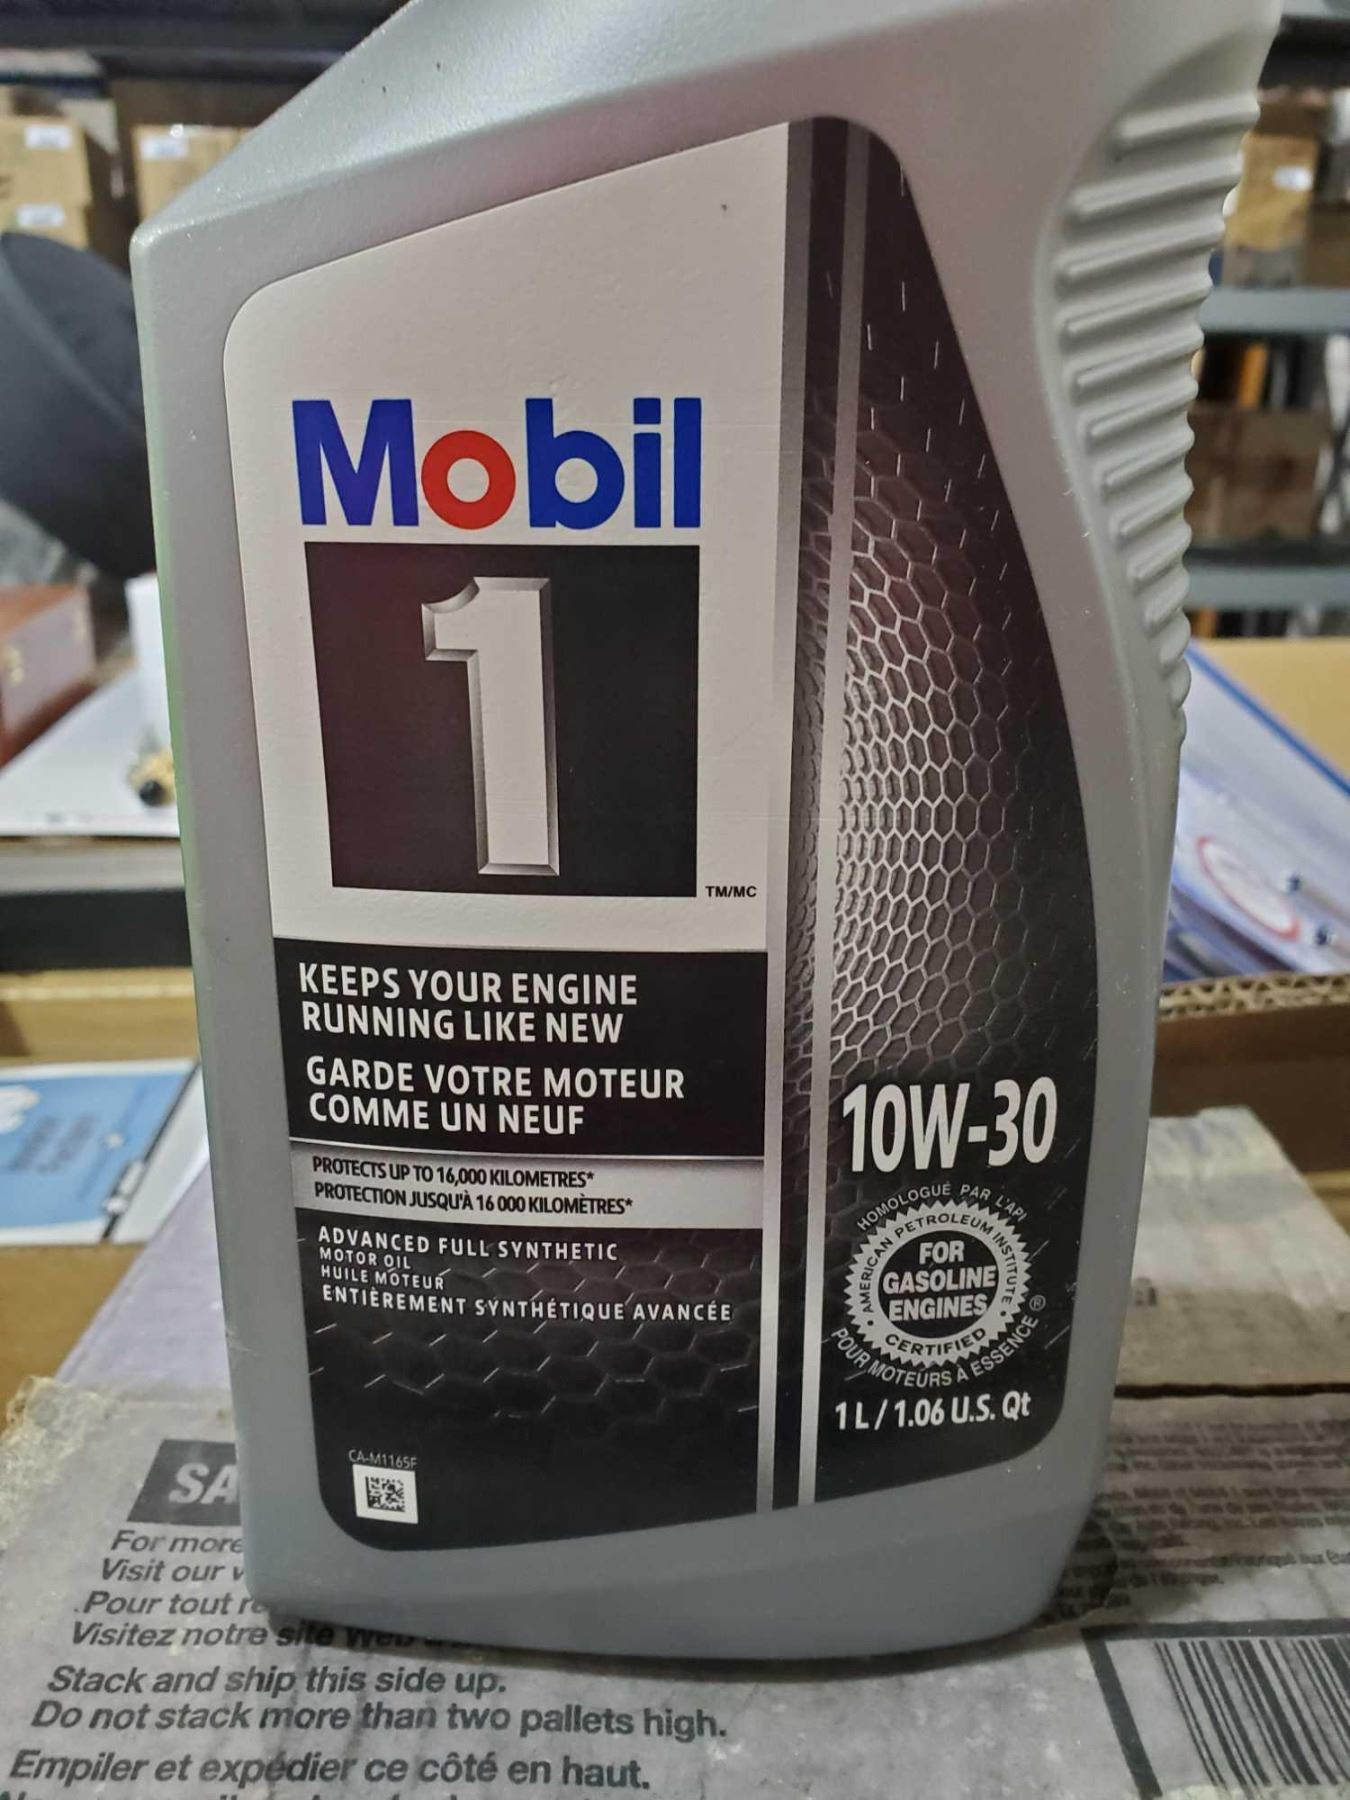 Mobil
1
TM/MC
KEEPS YOUR ENGINE
RUNNING LIKE NEW
GARDE VOTRE MOTEUR
COMME UN NEUF
PROTECTS UP TO 16,000 KILOMETRES*
PROTECTION JUSQU'À 16 000 KILOMÈTRES*
ADVANCED FULL SYNTHETIC
MOTOR OIL
HUILE MOTEUR
ENTIÈREMENT SYNTHÉTIQUE AVANCÉE
CA-M1165F
10W-30
HOMOLOGUÉ PAR L'API
AMERICAN PETROLEUM INSTITUTE
FOR
GASOLINE
ENGINES
CERTIFIED
POUR MOTEURS À ESSENCE
®
1 L / 1.06 U.S. Qt
SA
For more
Visit our
Pour tout
Visitez notre site
Stack and ship this side up.
Do not stack more than two pallets high.
Empiler et expédier ce côté en haut.